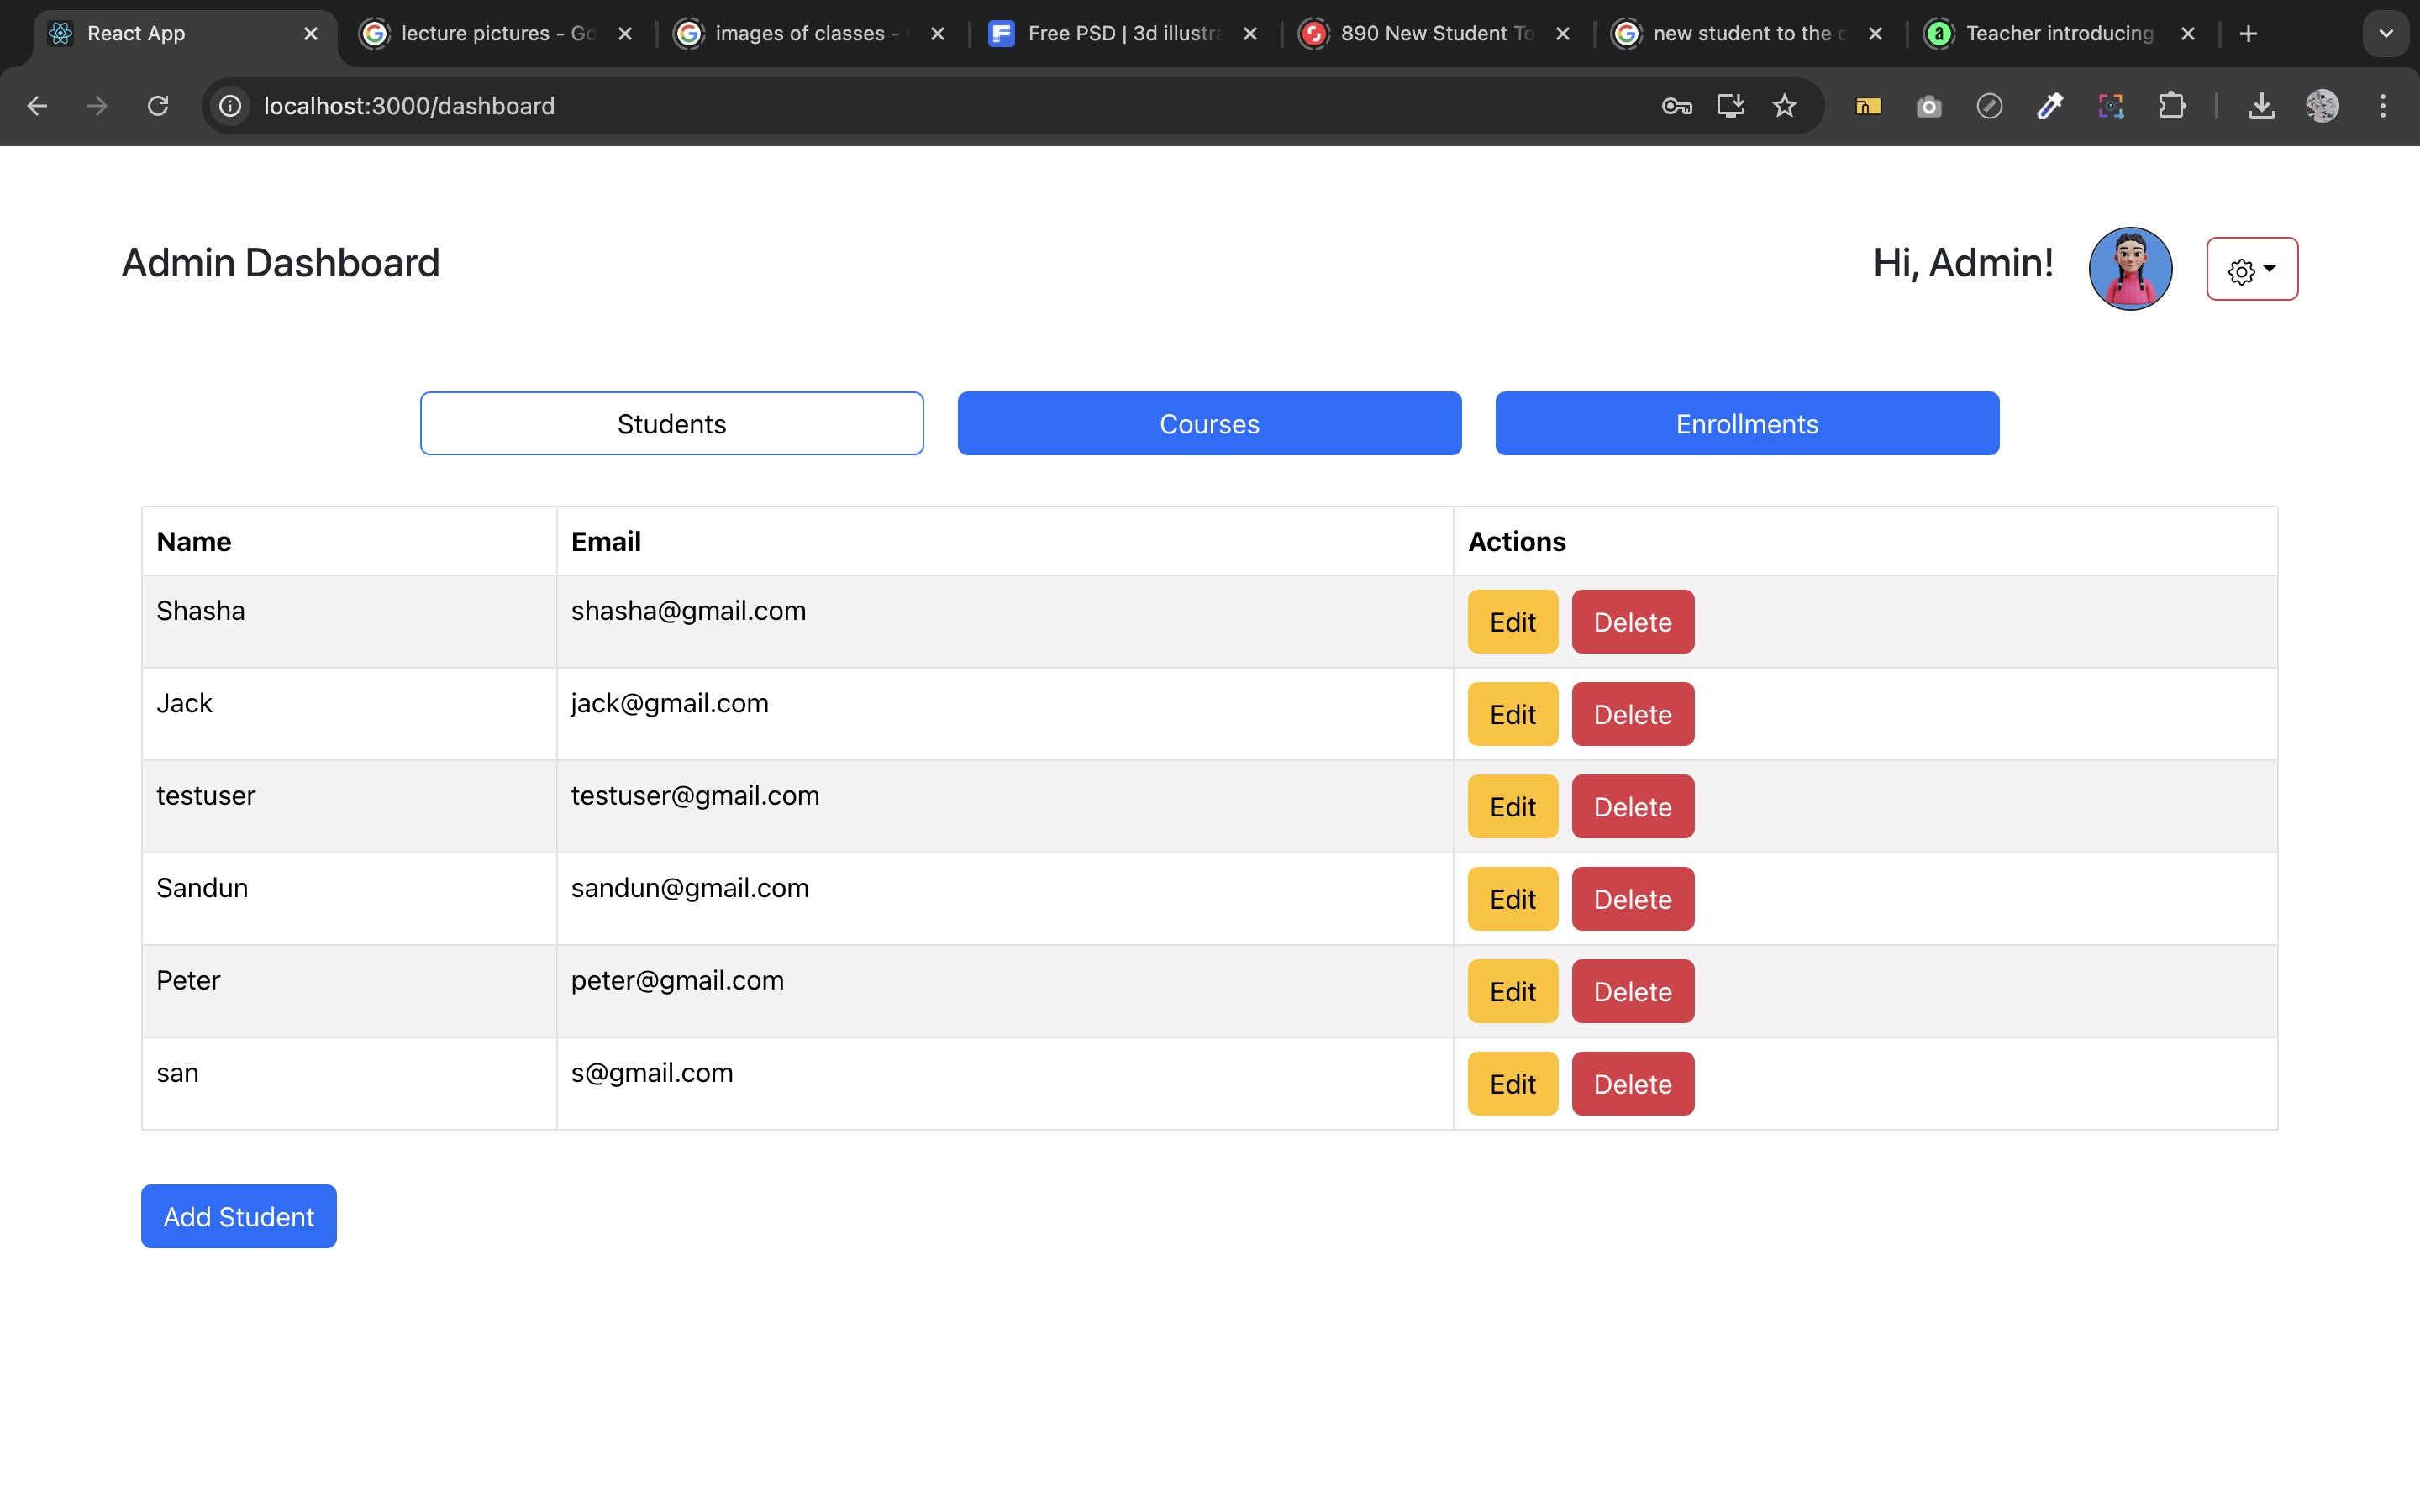 React App
lecture pictures - Go
images of classes -
Free PSD | 3d illustra
890 New Student To
new student to the c
Teacher introducing
localhost:3000/dashboard
Admin Dashboard
Hi, Admin!
Students
Courses
Enrollments
Name Email Actions
Shasha shasha@gmail.com Edit Delete
Jack jack@gmail.com Edit Delete
testuser testuser@gmail.com Edit Delete
Sandun sandun@gmail.com Edit Delete
Peter peter@gmail.com Edit Delete
san s@gmail.com Edit Delete
Add Student